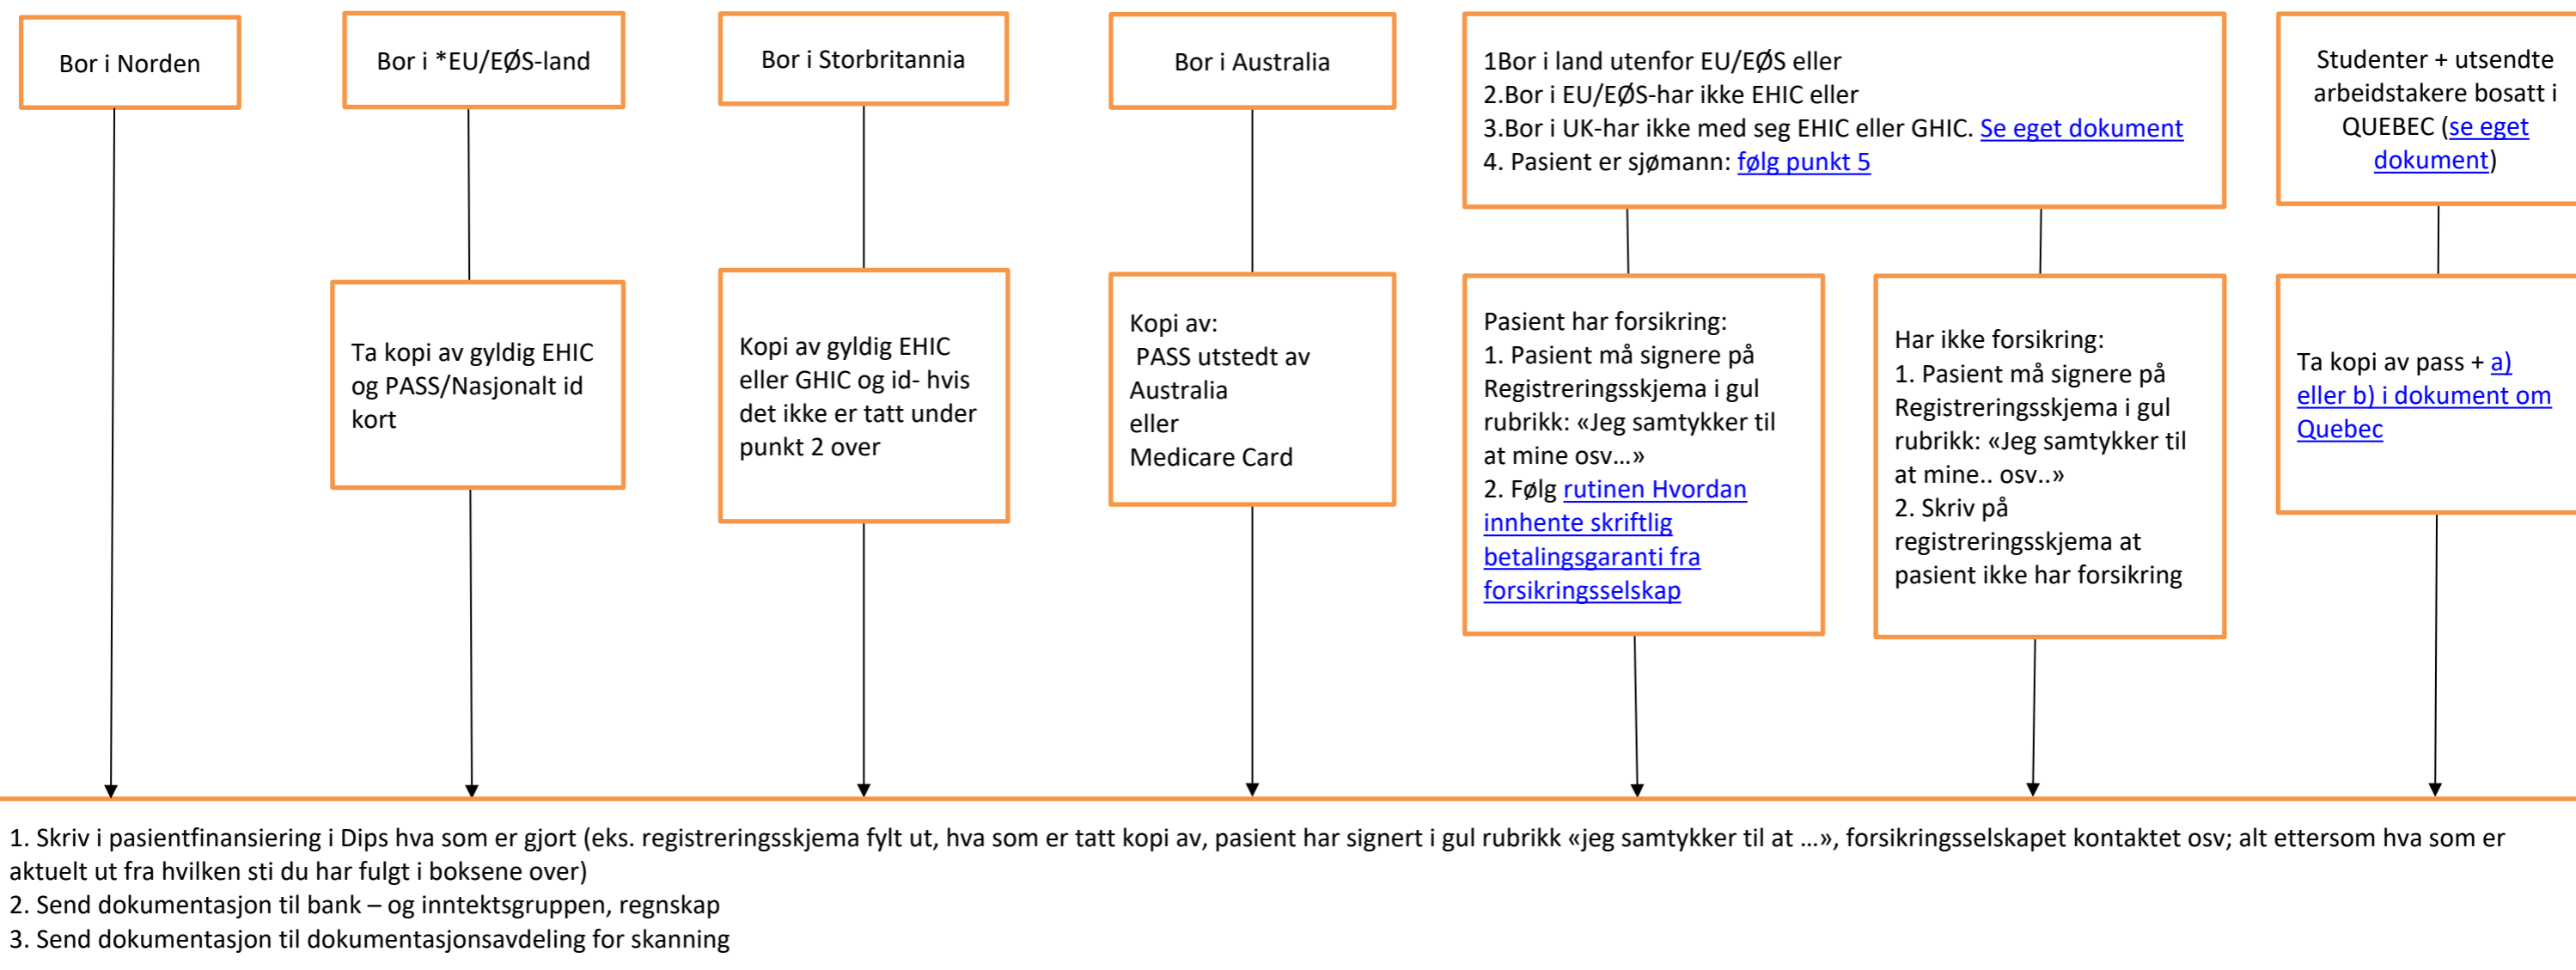 Bor i Norden
Bor i *EU/EØS-land
Bor i Storbritannia
Bor i Australia
1Bor i land utenfor EU/EØS eller
2.Bor i EU/EØS-har ikke EHIC eller
3.Bor i UK-har ikke med seg EHIC eller GHIC. Se eget dokument
4. Pasient er sjømann: følg punkt 5
Studenter + utsendte
arbeidstakere bosatt i
QUEBEC (se eget
dokument)
Ta kopi av gyldig EHIC
og PASS/Nasjonalt id
kort
Kopi av gyldig EHIC
eller GHIC og id- hvis
det ikke er tatt under
punkt 2 over
Kopi av:
PASS utstedt av
Australia
eller
Medicare Card
Pasient har forsikring:
1. Pasient må signere på
Registreringsskjema i gul
rubrikk: «Jeg samtykker til
at mine osv…»
2. Følg rutinen Hvordan
innhente skriftlig
betalingsgaranti fra
forsikringsselskap
Har ikke forsikring:
1. Pasient må signere på
Registreringsskjema i gul
rubrikk: «Jeg samtykker til
at mine.. osv..»
2. Skriv på
registreringsskjema at
pasient ikke har forsikring
Ta kopi av pass + a)
eller b) i dokument om
Quebec
1. Skriv i pasientfinansiering i Dips hva som er gjort (eks. registreringsskjema fylt ut, hva som er tatt kopi av, pasient har signert i gul rubrikk «jeg samtykker til at …», forsikringsselskapet kontaktet osv; alt ettersom hva som er
aktuelt ut fra hvilken sti du har fulgt i boksene over)
2. Send dokumentasjon til bank – og inntektsgruppen, regnskap
3. Send dokumentasjon til dokumentasjonsavdeling for skanning